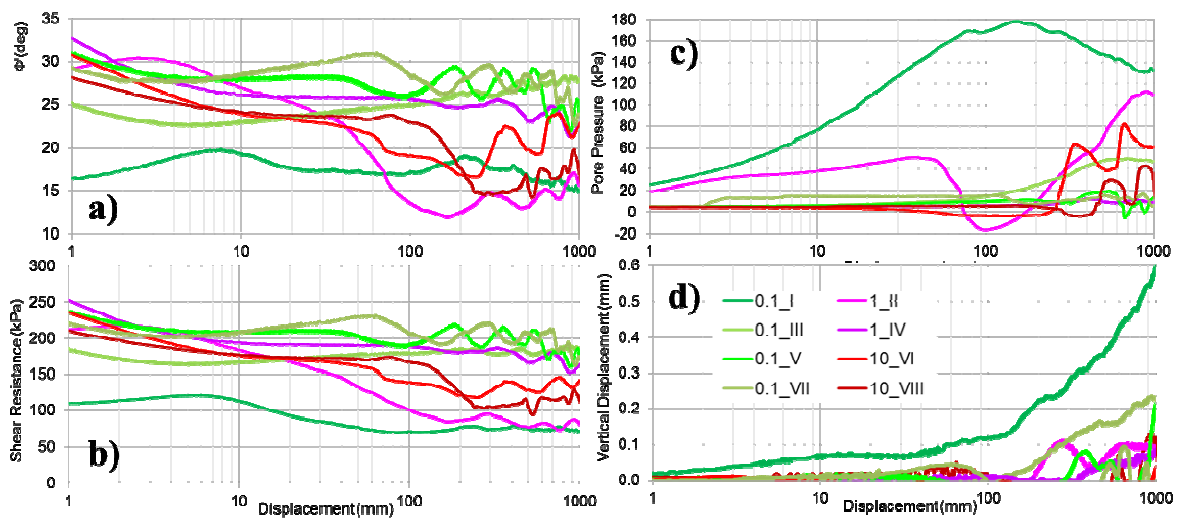 Φ' (deg)
35
30
25
20
15
10
a)
1
10
100
1000
Pore Pressure (kPa)
180
160
140
120
100
80
60
40
20
0
-20
c)
1
10
100
1000
Shear Resistance (kPa)
300
250
200
150
100
50
0
b)
1
10
100
1000
Displacement (mm)
Vertical Displacement (mm)
0.6
0.5
0.4
0.3
0.2
0.1
0.0
d)
0.1_I
1_II
0.1_III
1_IV
0.1_V
10_VI
0.1_VII
10_VIII
1
10
100
1000
Displacement (mm)